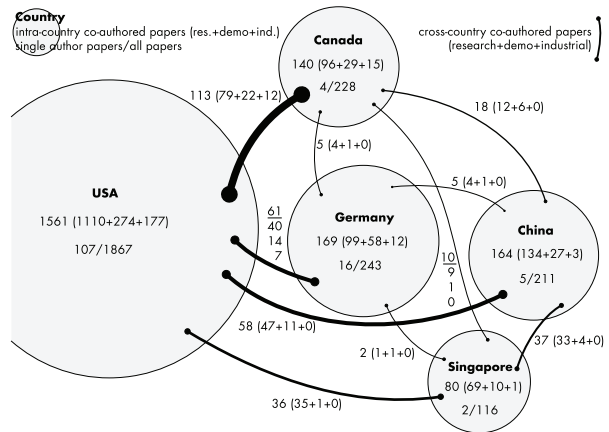 Country
intra-country co-authored papers (res.+demo+ind.)
single author papers/all papers
cross-country co-authored papers
(research+demo+industrial)
Canada
140 (96+29+15)
4/228
113 (79+22+12)
18 (12+6+0)
5 (4+1+0)
5 (4+1+0)
USA
1561 (1110+274+177)
107/1867
61
40
14
7
Germany
169 (99+58+12)
16/243
China
164 (134+27+3)
5/211
10
9
1
0
58 (47+11+0)
37 (33+4+0)
2 (1+1+0)
Singapore
80 (69+10+1)
2/116
36 (35+1+0)